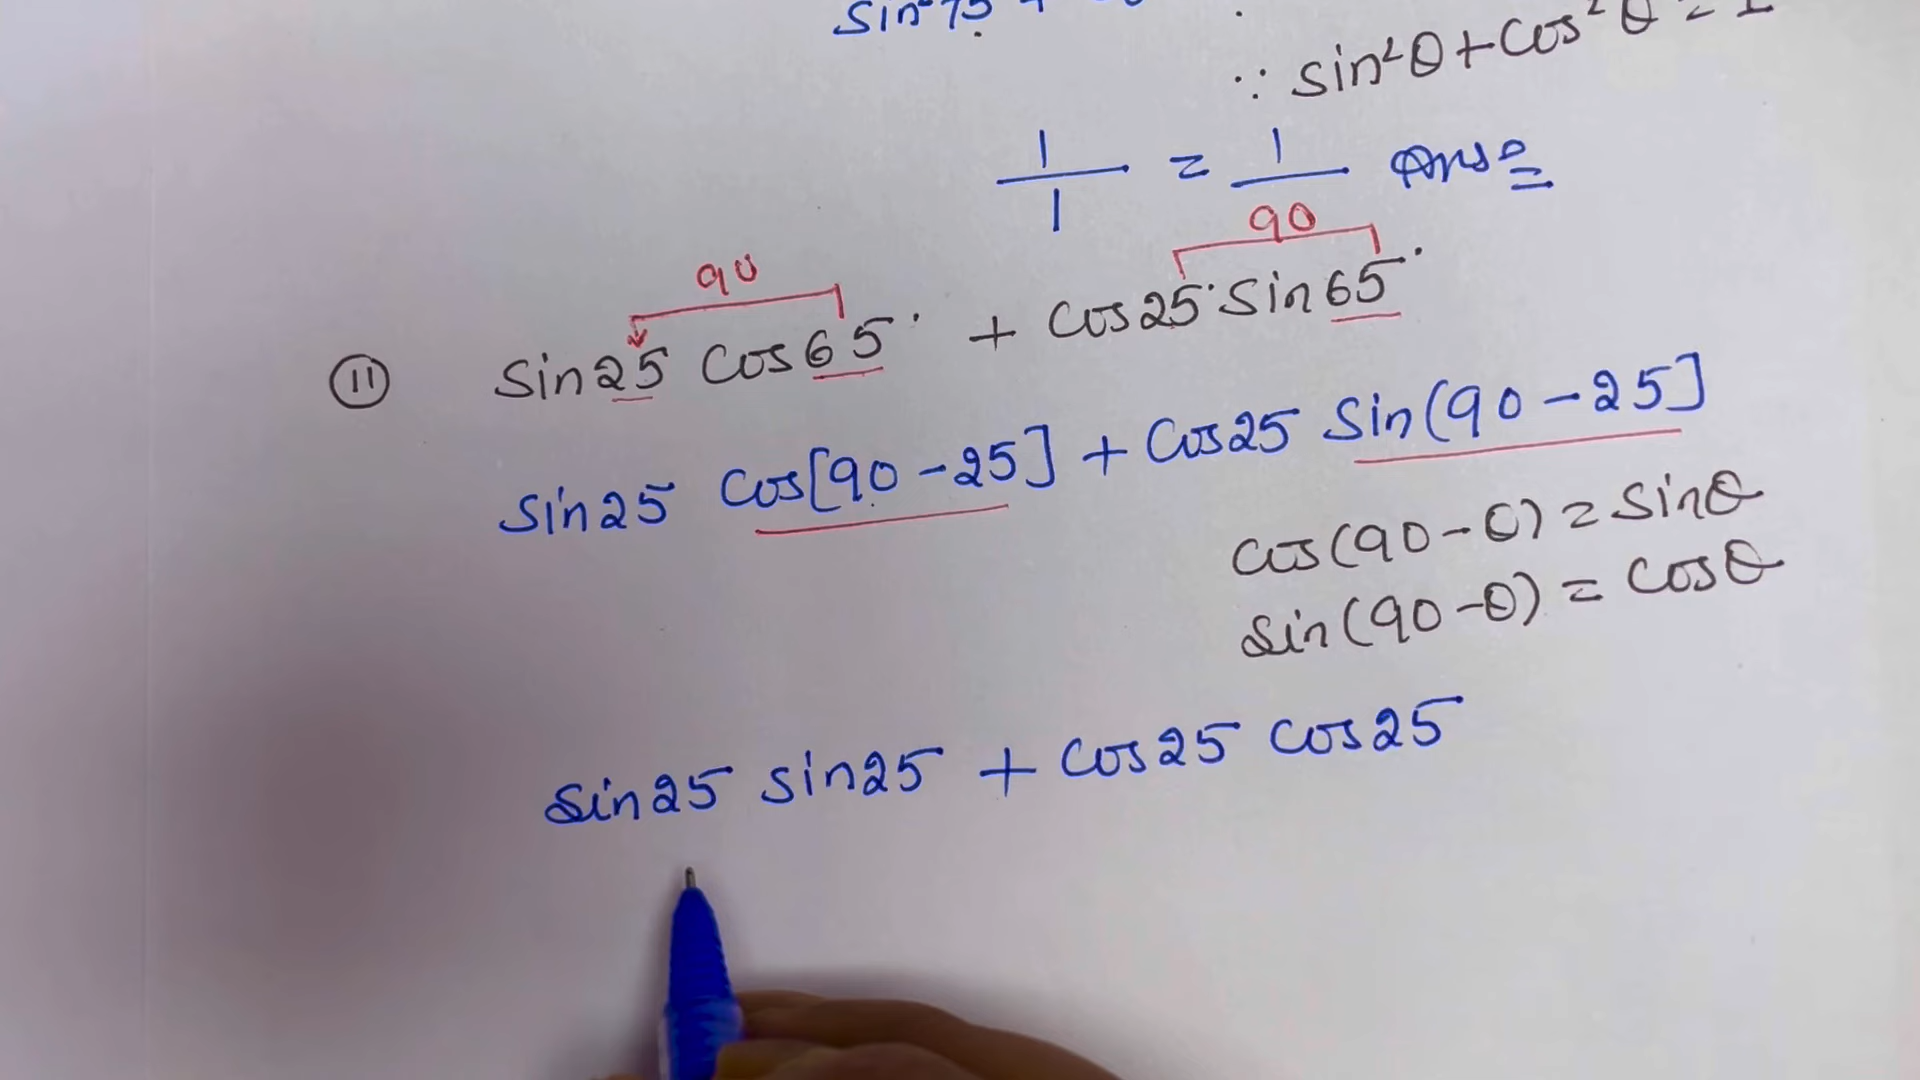 ∵ sin²θ + cos²θ = 1
1/1 = 1/ Ans
90 90
(11) Sin25 Cos65° + Cos25° Sin65°
Sin25 Cos[90-25] + Cos25 Sin(90-25]
Cos(90-θ) = Sinθ
Sin(90-θ) = Cosθ
Sin25 Sin25 + Cos25 Cos25